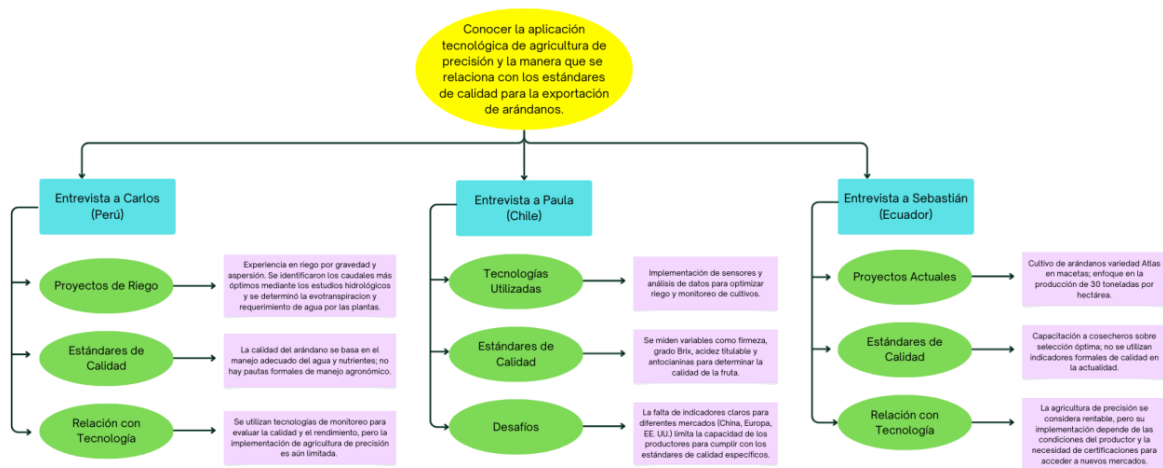 Conocer la aplicación
tecnológica de agricultura de
precisión y la manera que se
relaciona con los estándares
de calidad para la exportación
de arándanos.
Entrevista a Carlos
(Perú)
Proyectos de Riego
Experiencia en riego por gravedad y
aspersión. Se identificaron los caudales más
óptimos mediante los estudios hidrológicos
y se determinó la evotranspiracion y
requerimiento de agua por las plantas.
Estándares de
Calidad
La calidad del arándano se basa en el
manejo adecuado del agua y nutrientes; no
hay pautas formales de manejo agronómico.
Relación con
Tecnología
Se utilizan tecnologías de monitoreo para
evaluar la calidad y el rendimiento, pero la
implementación de agricultura de precisión
es aún limitada.
Entrevista a Paula
(Chile)
Tecnologías
Utilizadas
Implementación de sensores y
análisis de datos para optimizar
riego y monitoreo de cultivos.
Estándares de
Calidad
Se miden variables como firmeza,
grado Brix, acidez titulable y
antocianinas para determinar la
calidad de la fruta.
Desafíos
La falta de indicadores claros para
diferentes mercados (China, Europa,
EE. UU.) limita la capacidad de los
productores para cumplir con los
estándares de calidad específicos.
Entrevista a Sebastián
(Ecuador)
Proyectos Actuales
Cultivo de arándanos variedad Atlas
en macetas; enfoque en la
producción de 30 toneladas por
hectárea.
Estándares de
Calidad
Capacitación a cosecheros sobre
selección óptima; no se utilizan
indicadores formales de calidad en
la actualidad.
Relación con
Tecnología
La agricultura de precisión se
considera rentable, pero su
implementación depende de las
condiciones del productor y la
necesidad de certificaciones para
acceder a nuevos mercados.